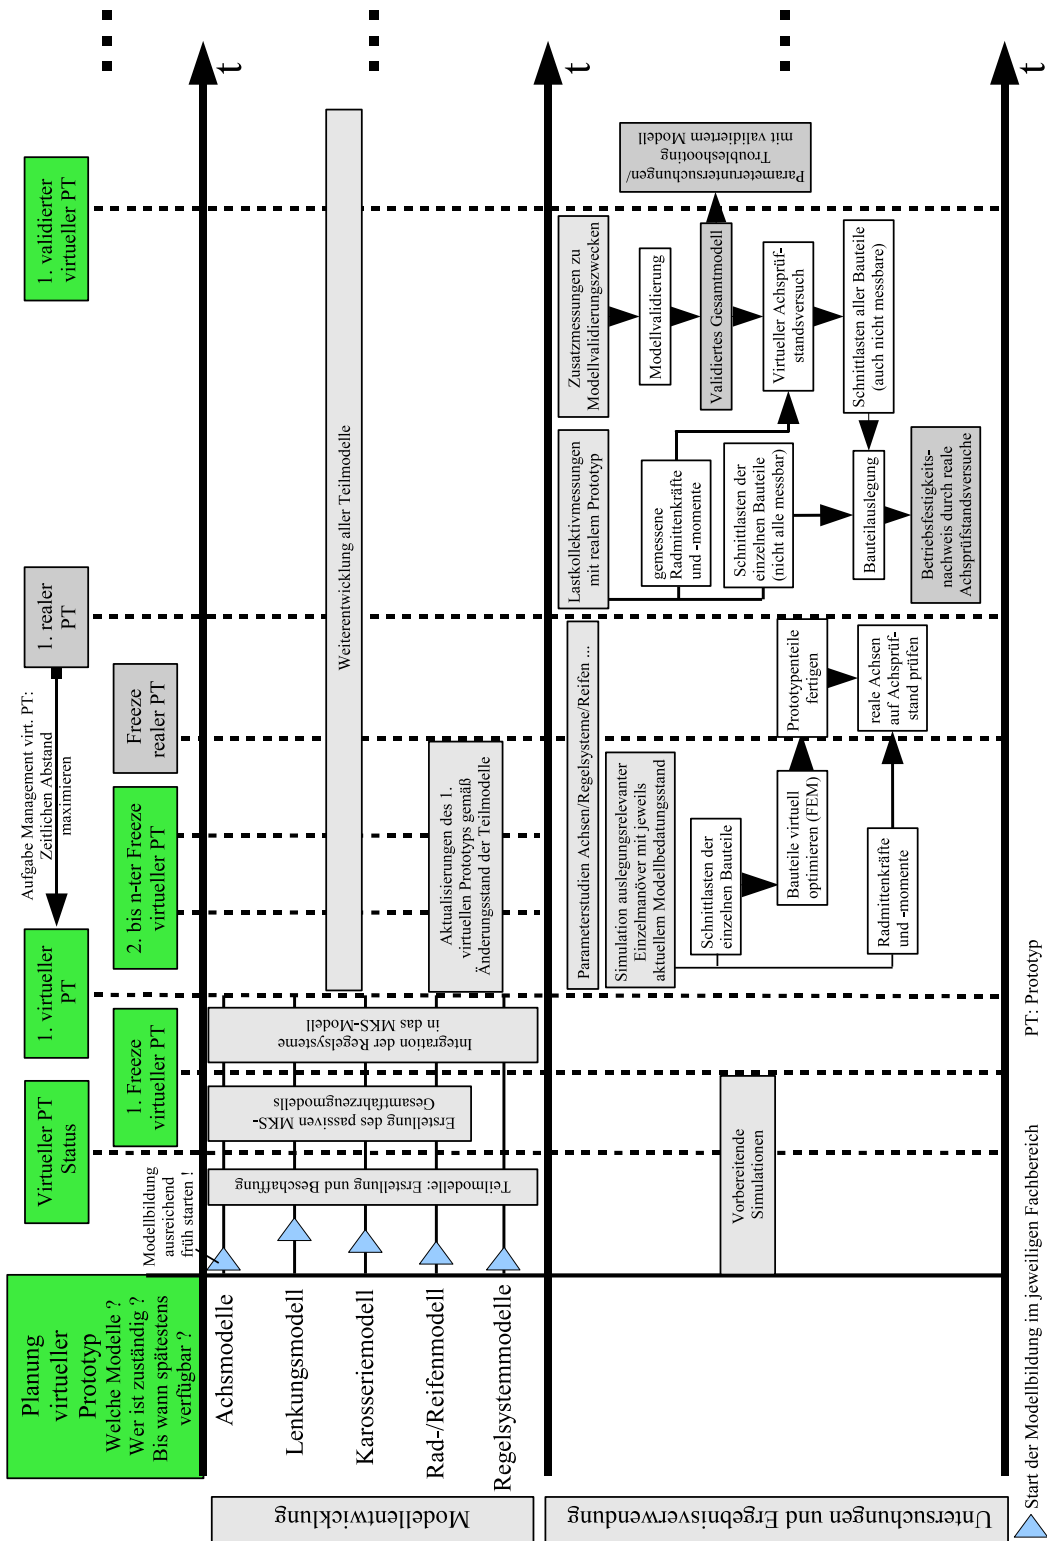 Planung
virtueller
Prototyp
Welche Modelle ?
Wer ist zuständig ?
Bis wann spätestens
verfügbar ?
Virtueller PT
Status
1. Freeze
virtueller PT
1. virtueller
PT
2. bis n-ter Freeze
virtueller PT
Aufgabe Management virt. PT:
Zeitlichen Abstand
maximieren
Freeze
realer PT
1. realer
PT
1. validierter
virtueller PT
t
Modellbildung
ausreichend
früh starten !
Modellentwicklung
Achsmodelle
Lenkungsmodell
Karosseriemodell
Rad-/Reifenmodell
Regelsystemmodelle
Teilmodelle: Erstellung und Beschaffung
Erstellung des passiven MKS-
Gesamtfahrzeugmodells
Integration der Regelsysteme
in das MKS-Modell
Weiterentwicklung aller Teilmodelle
Aktualisierungen des 1.
virtuellen Prototyps gemäß
Änderungsstand der Teilmodelle
t
Untersuchungen und Ergebnisverwendung
Vorbereitende
Simulationen
Parameterstudien Achsen/Regelsysteme/Reifen ...
Simulation auslegungsrelevanter
Einzelmanöver mit jeweils
aktuellem Modellbedatungsstand
Schnittlasten der
einzelnen Bauteile
Bauteile virtuell
optimieren (FEM)
Radmittenkräfte
und -momente
Prototypenteile
fertigen
reale Achsen
auf Achsprüf-
stand prüfen
Lastkollektivmessungen
mit realem Prototyp
gemessene
Radmittenkräfte
und -momente
Schnittlasten der
einzelnen Bauteile
(nicht alle messbar)
Bauteilauslegung
Betriebsfestigkeits-
nachweis durch reale
Achsprüfstandsversuche
Zusatzmessungen zu
Modellvalidierungszwecken
Modellvalidierung
Validiertes Gesamtmodell
Virtueller Achsprüf-
standsversuch
Schnittlasten aller Bauteile
(auch nicht messbare)
Parameteruntersuchungen/
Troubleshooting
mit validiertem Modell
t
Start der Modellbildung im jeweiligen Fachbereich
PT: Prototyp